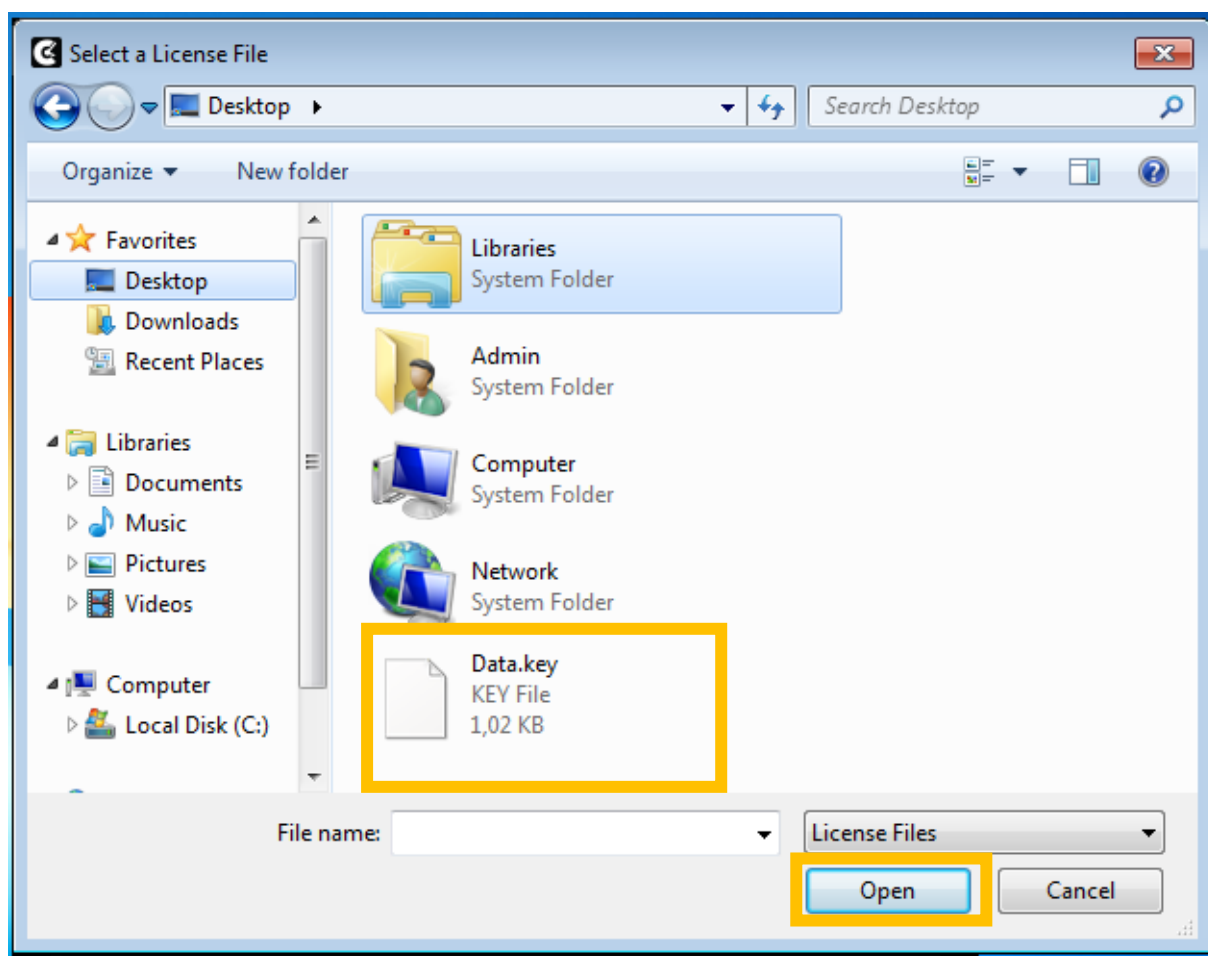 Select a License File
Desktop
Search Desktop
Organize
New folder
Favorites
Desktop
Downloads
Recent Places
Libraries
Documents
Music
Pictures
Videos
Computer
Local Disk (C:)
Libraries
System Folder
Admin
System Folder
Computer
System Folder
Network
System Folder
Data.key
KEY File
1,02 KB
File name:
License Files
Open
Cancel